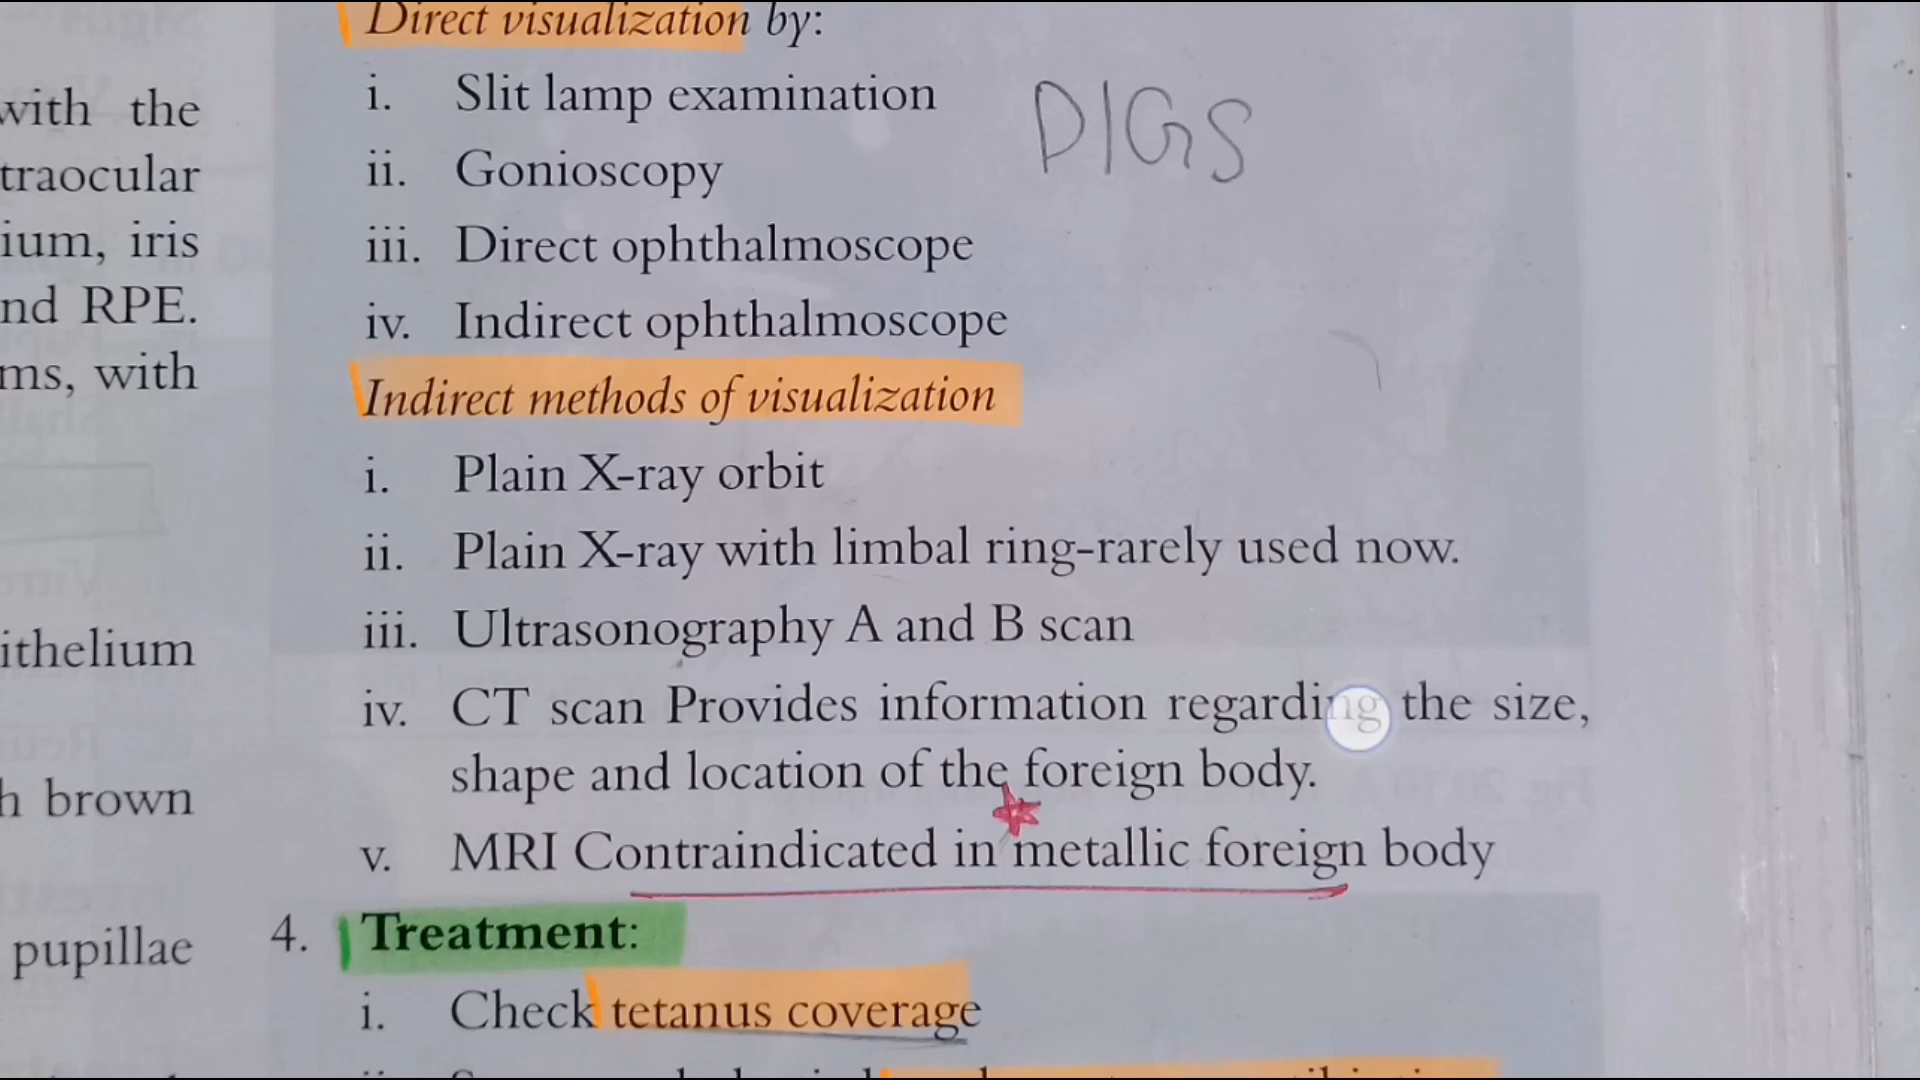 Direct visualization by:
i. Slit lamp examination
DIGS
ii. Gonioscopy
iii. Direct ophthalmoscope
iv. Indirect ophthalmoscope
Indirect methods of visualization
i. Plain X-ray orbit
ii. Plain X-ray with limbal ring-rarely used now.
iii. Ultrasonography A and B scan
iv. CT scan Provides information regarding the size,
shape and location of the foreign body.
v. MRI Contraindicated in metallic foreign body
4. Treatment:
i. Check tetanus coverage
with the
traocular
ium, iris
nd RPE.
ms, with
ithelium
h brown
pupillae